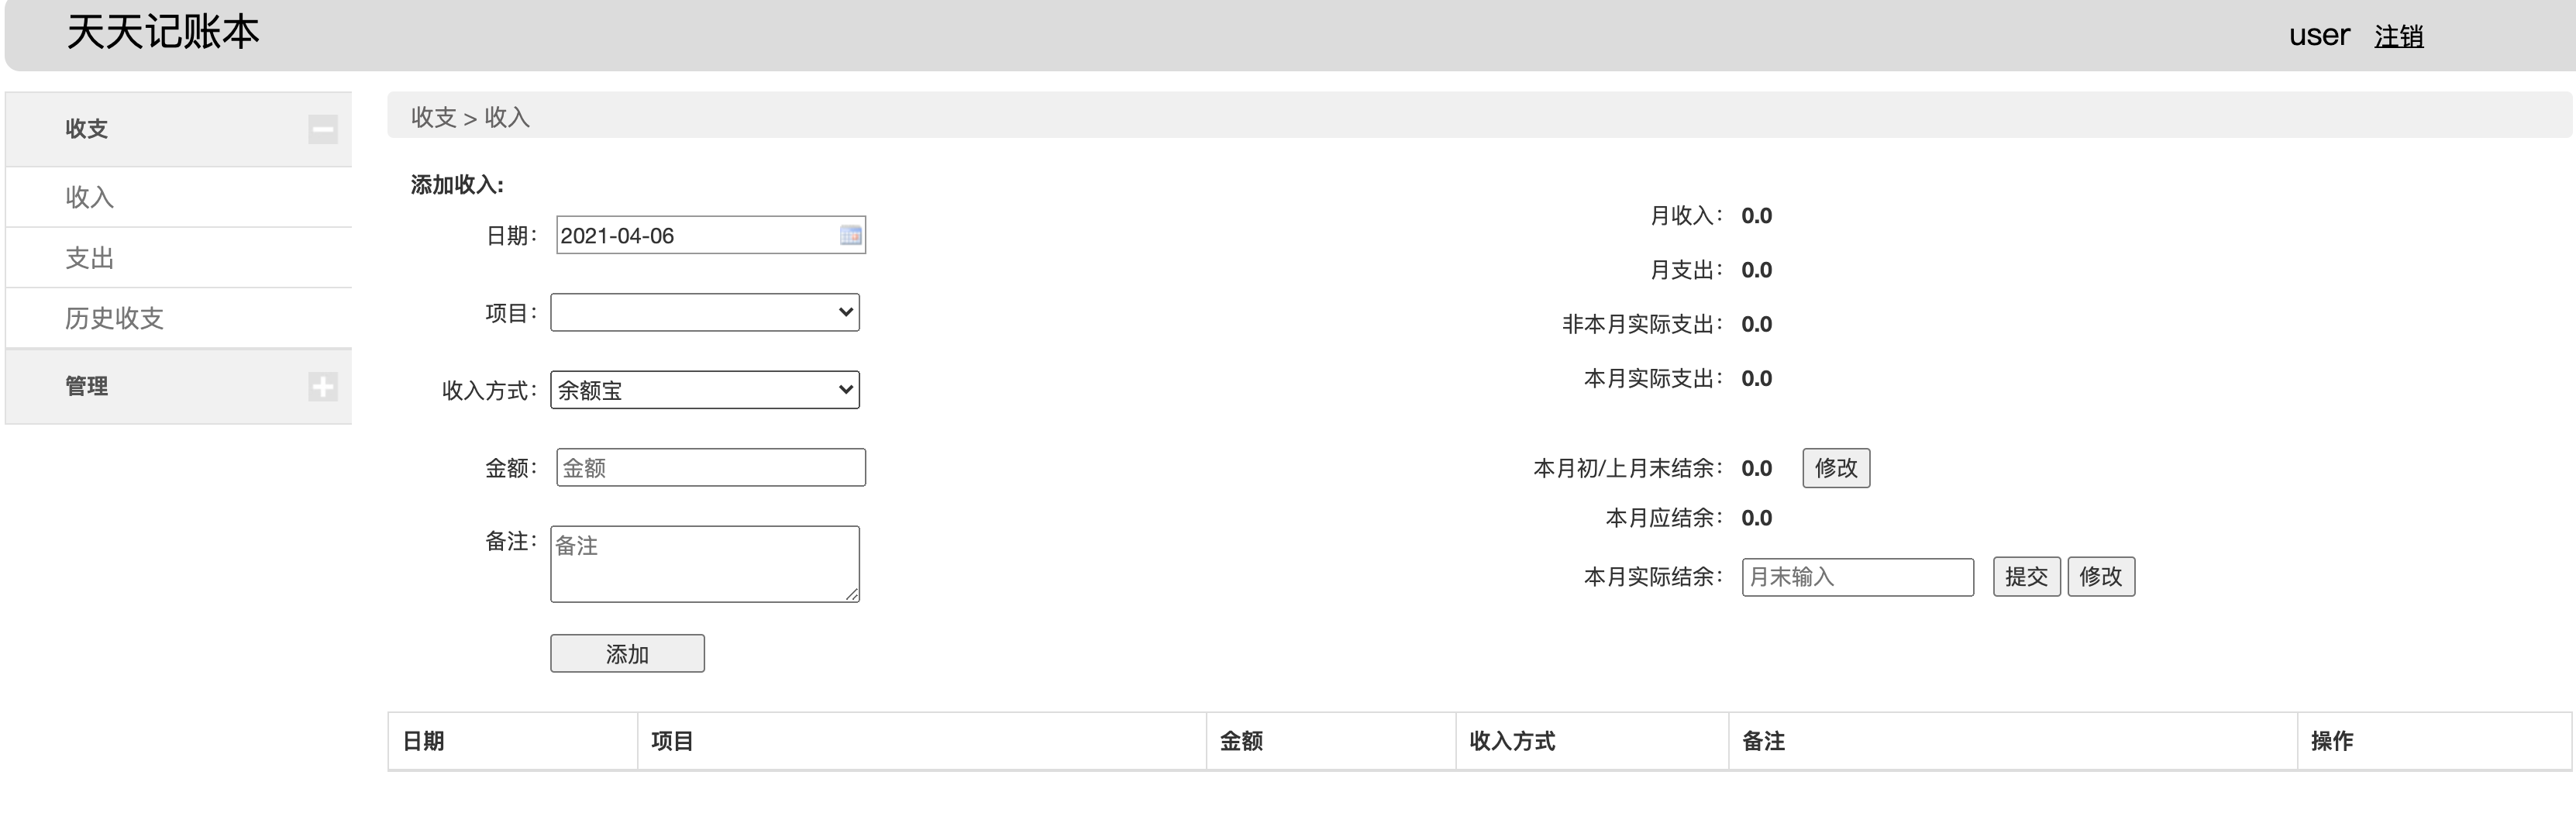 天天记账本
user 注销
收支
收入
支出
历史收支
管理
收支 > 收入
添加收入:
日期： 2021-04-06
项目：
收入方式： 余额宝
金额： 金额
备注： 备注
添加
月收入： 0.0
月支出： 0.0
非本月实际支出： 0.0
本月实际支出： 0.0
本月初/上月末结余： 0.0 修改
本月应结余： 0.0
本月实际结余： 月末输入 提交 修改
日期 项目 金额 收入方式 备注 操作